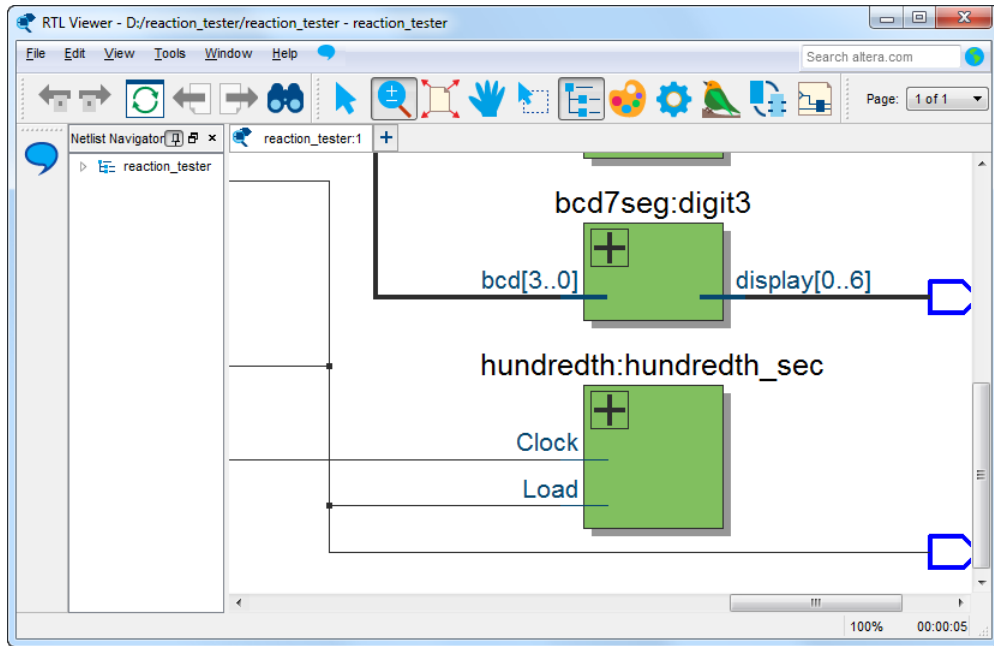 RTL Viewer - D:/reaction_tester/reaction_tester - reaction_tester
File Edit View Tools Window Help Search altera.com
Page: 1 of 1
Netlist Navigator reaction_tester:1
reaction_tester
bcd7seg:digit3
bcd[3..0] display[0..6]
hundredth:hundredth_sec
Clock
Load
100% 00:00:05